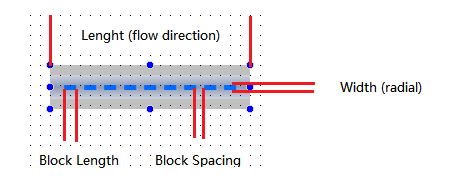 Lenght (flow direction)
Width (radial)
Block Length
Block Spacing